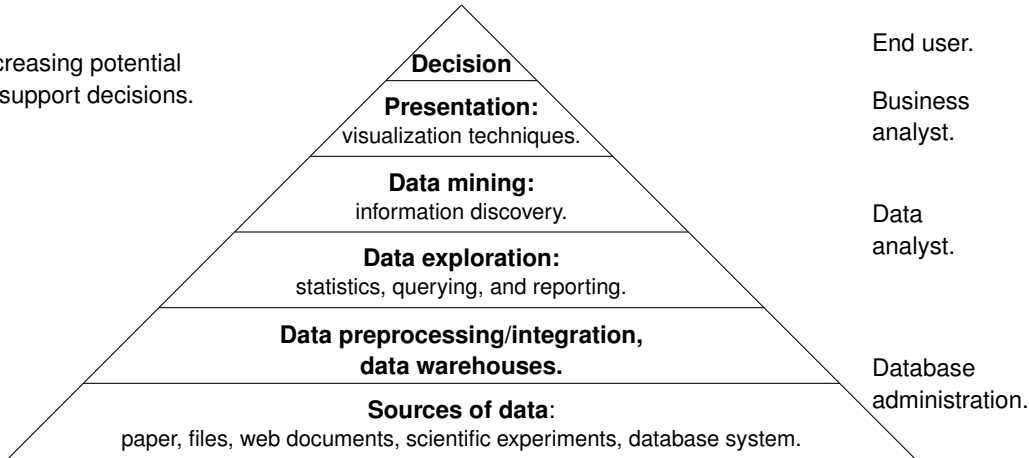 creasing potential
support decisions.
Decision
Presentation:
visualization techniques.
Data mining:
information discovery.
Data exploration:
statistics, querying, and reporting.
Data preprocessing/integration,
data warehouses.
Sources of data:
paper, files, web documents, scientific experiments, database system.
End user.
Business
analyst.
Data
analyst.
Database
administration.